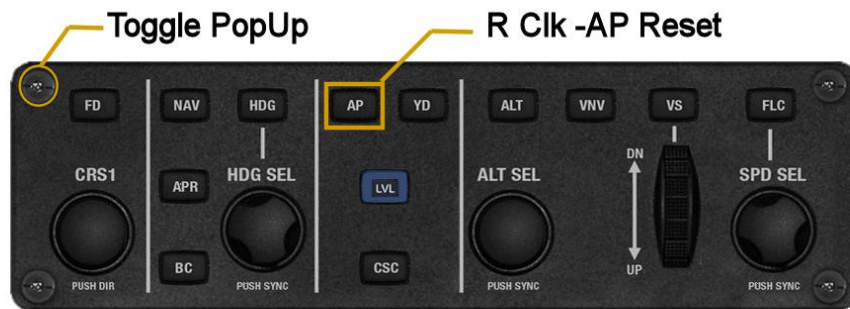 Toggle PopUp
R Clk -AP Reset
FD
NAV
HDG
AP
YD
ALT
VNV
VS
FLC
CRS1
APR
HDG SEL
LVL
ALT SEL
DN
UP
SPD SEL
BC
CSC
PUSH DIR
PUSH SYNC
PUSH SYNC
PUSH SYNC